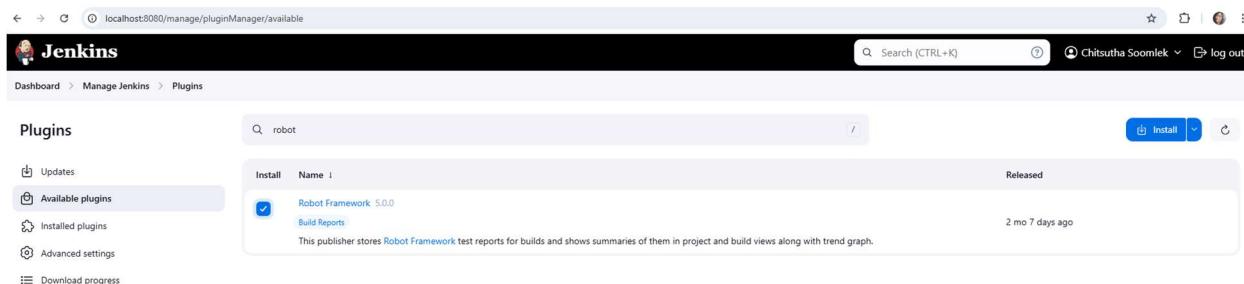 localhost:8080/manage/pluginManager/available
Jenkins
Search (CTRL+K)
Chitsutha Soomlek
log out
Dashboard > Manage Jenkins > Plugins
Plugins
robot
/
Install
Updates
Available plugins
Installed plugins
Advanced settings
Download progress
Install Name ↓ Released
Robot Framework 5.0.0
Build Reports
This publisher stores Robot Framework test reports for builds and shows summaries of them in project and build views along with trend graph.
2 mo 7 days ago